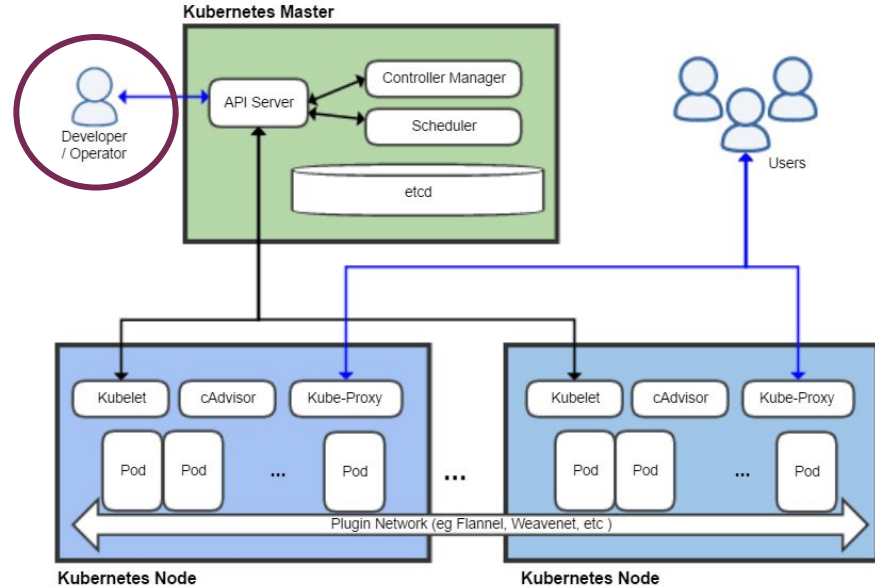 Kubernetes Master
Developer
/ Operator
API Server
Controller Manager
Scheduler
etcd
Users
Kubelet
cAdvisor
Kube-Proxy
Pod
Pod
...
Pod
...
Kubelet
cAdvisor
Kube-Proxy
Pod
Pod
...
Pod
Plugin Network (eg Flannel, Weavenet, etc )
Kubernetes Node
Kubernetes Node